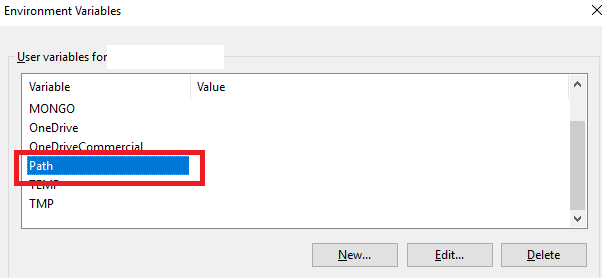 Environment Variables
User variables for
Variable Value
MONGO
OneDrive
OneDriveCommercial
Path
TEMP
TMP
New... Edit... Delete